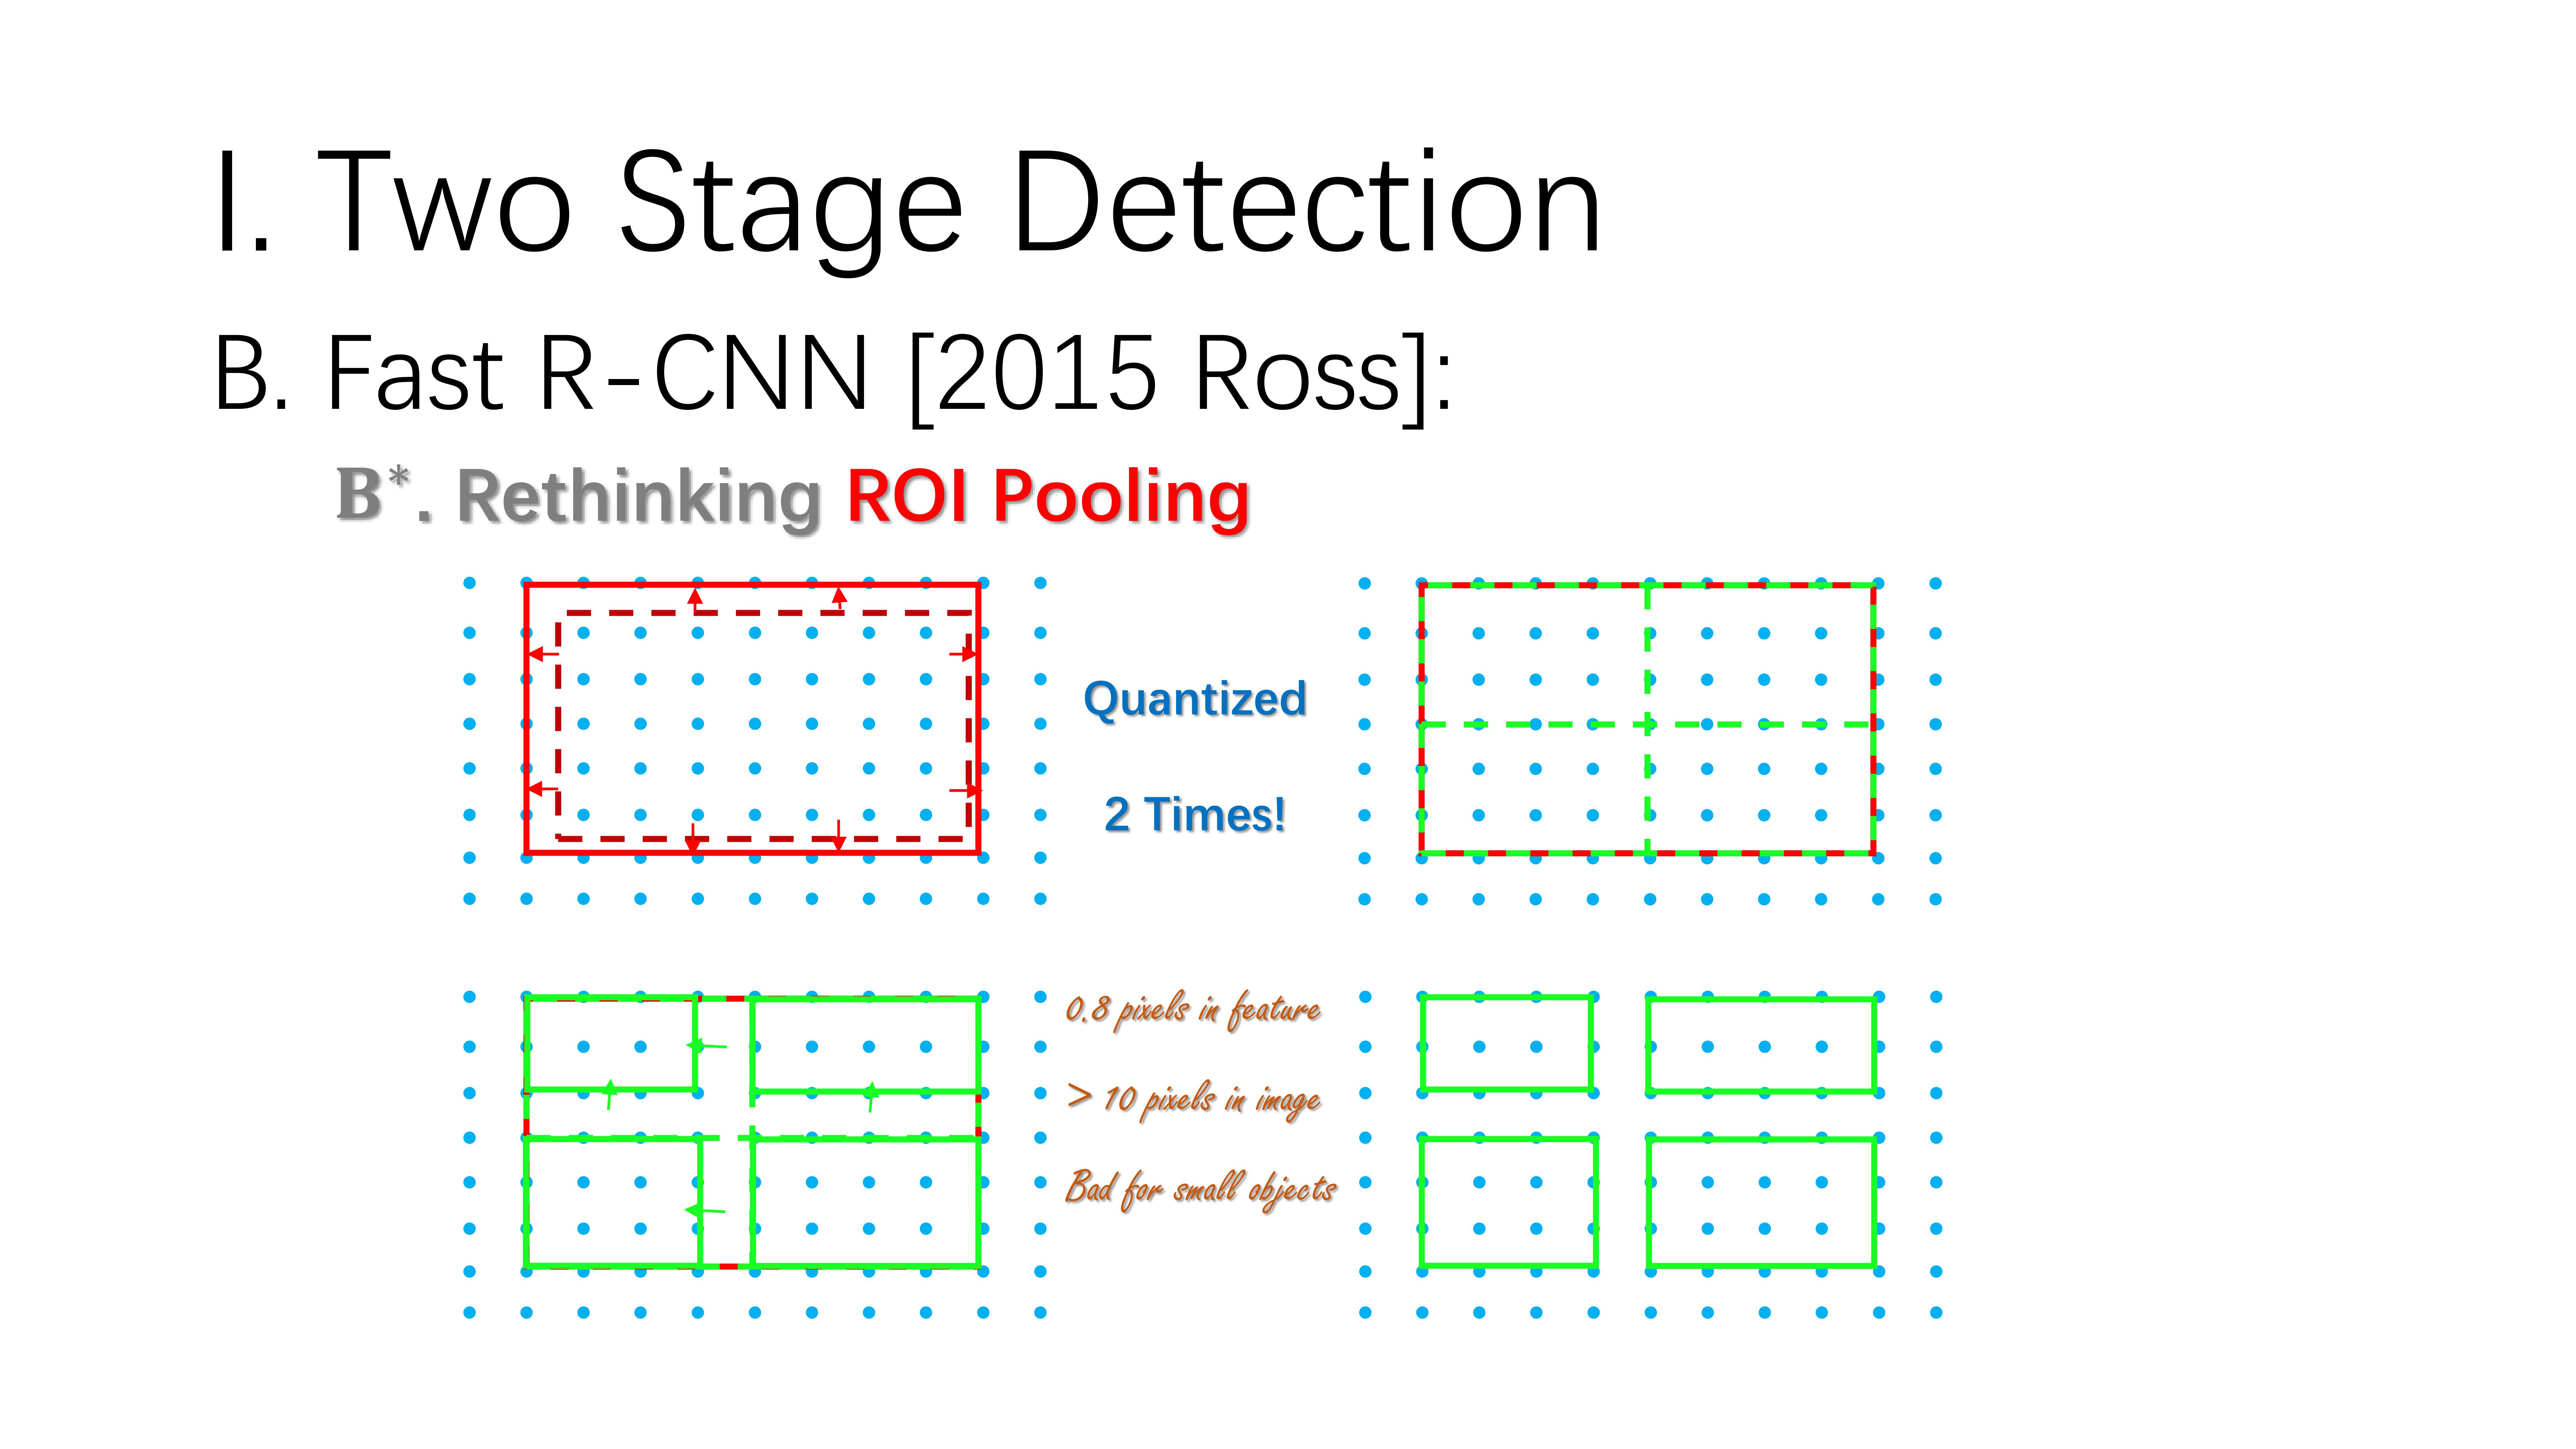 I. Two Stage Detection
B. Fast R-CNN [2015 Ross]:
B*. Rethinking ROI Pooling
Quantized
2 Times!
0.8 pixels in feature
> 10 pixels in image
Bad for small objects